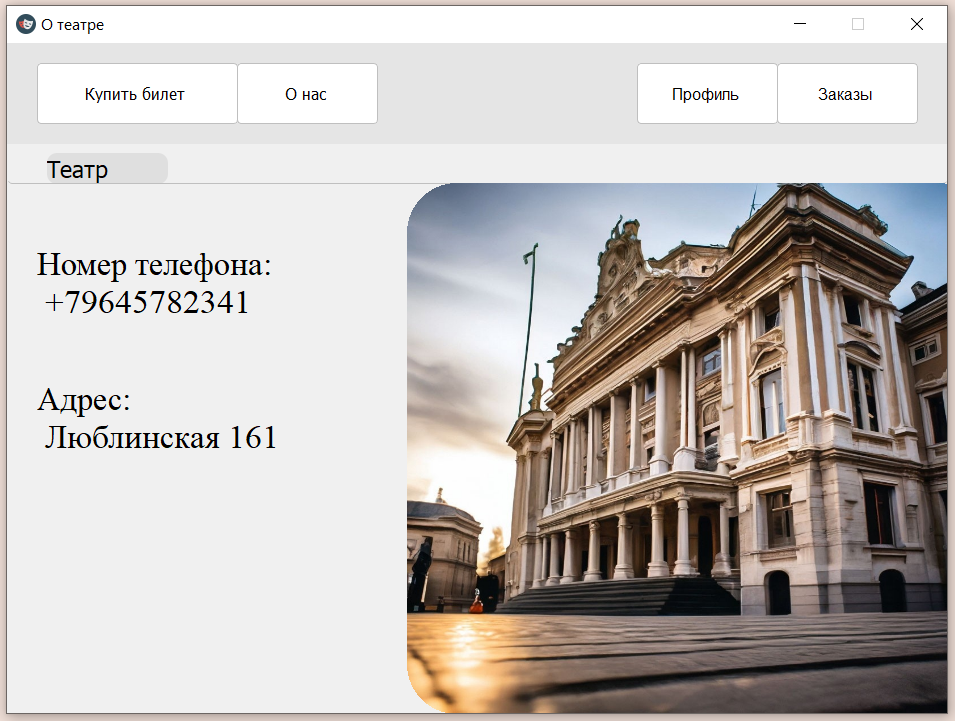 О театре
Купить билет
О нас
Профиль
Заказы
Театр
Номер телефона:
+79645782341
Адрес:
Люблинская 161